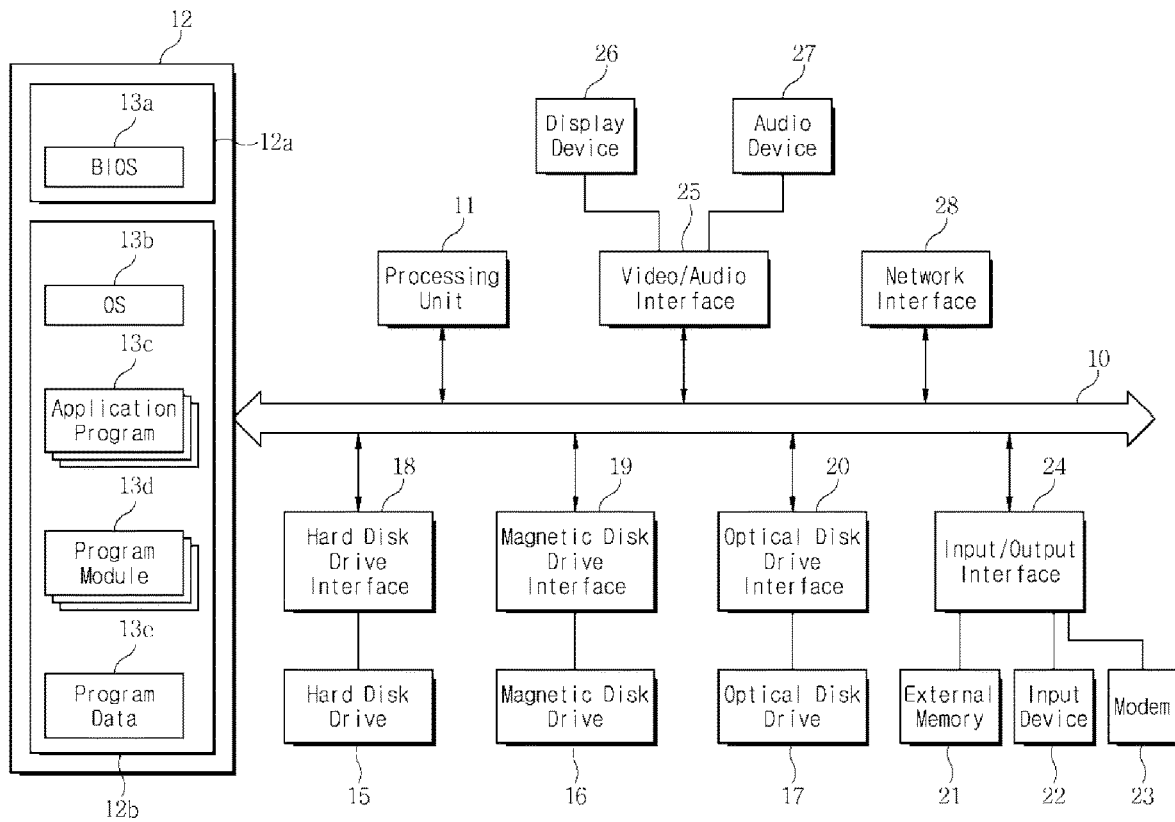 12
13a
12a
BIOS
13b
OS
13c
Application
Program
13d
Program
Module
13e
Program
Data
12b
26
27
Display
Device
Audio
Device
11
25
28
Processing
Unit
Video/Audio
Interface
Network
Interface
10
18
19
20
24
Hard Disk
Drive
Interface
Magnetic Disk
Drive Interface
Optical Disk
Drive Interface
Input/Output
Interface
Hard Disk
Drive
Magnetic Disk
Drive
Optical Disk
Drive
External
Memory
Input
Device
Modem
15
16
17
21
22
23